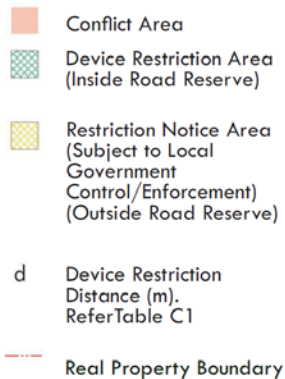 Conflict Area
Device Restriction Area
(Inside Road Reserve)
Restriction Notice Area
(Subject to Local
Government
Control/Enforcement)
(Outside Road Reserve)
d Device Restriction
Distance (m).
ReferTable C1
Real Property Boundary